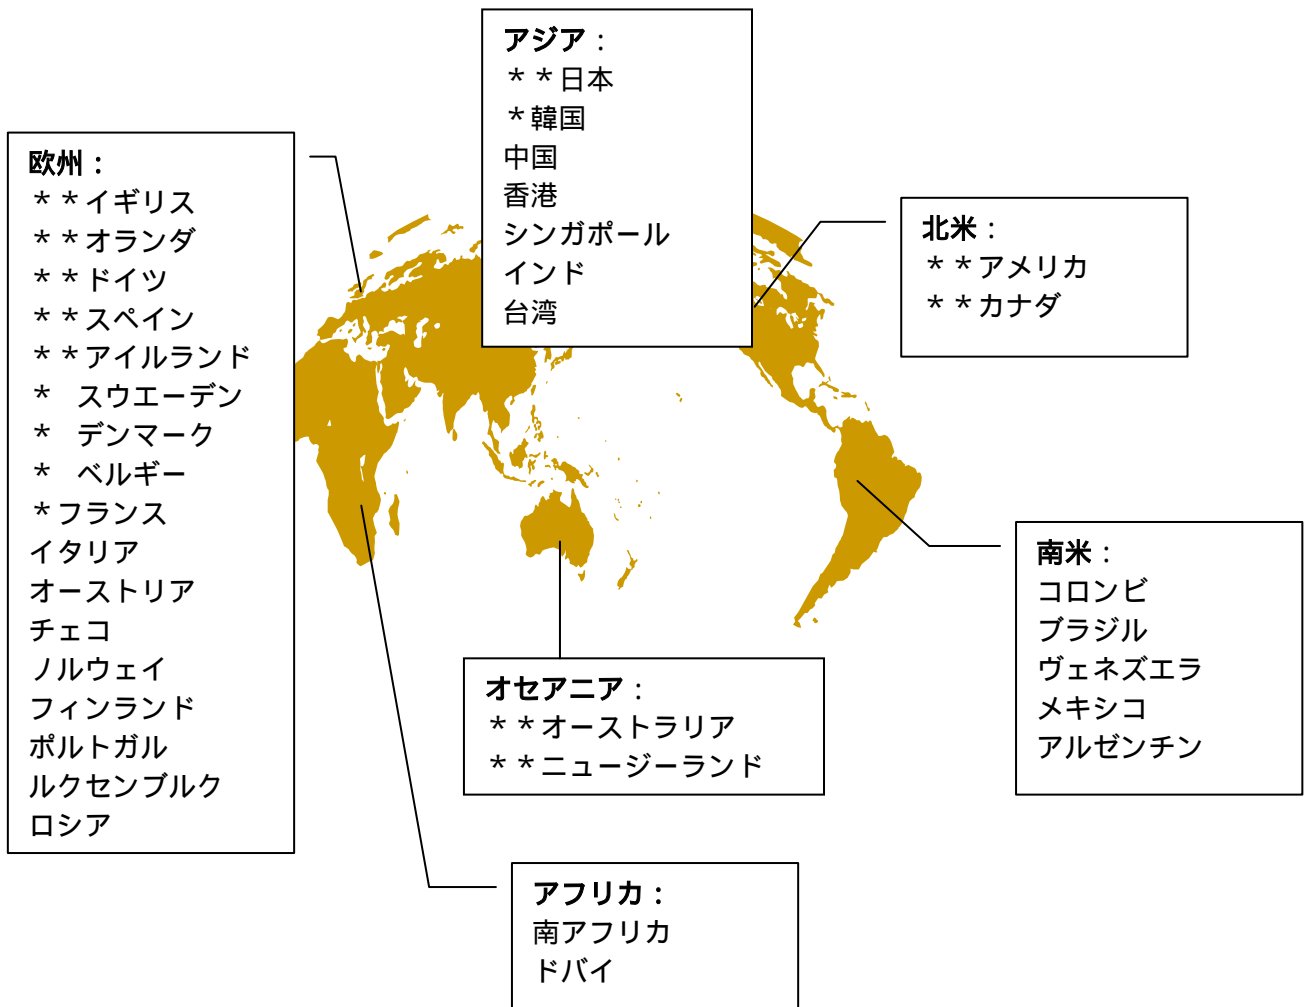 アジア：
＊＊日本
＊韓国
中国
香港
シンガポール
インド
台湾
欧州：
＊＊イギリス
＊＊オランダ
＊＊ドイツ
＊＊スペイン
＊＊アイルランド
＊　スウエーデン
＊　デンマーク
＊　ベルギー
＊フランス
イタリア
オーストリア
チェコ
ノルウェイ
フィンランド
ポルトガル
ルクセンブルク
ロシア
北米：
＊＊アメリカ
＊＊カナダ
南米：
コロンビ
ブラジル
ヴェネズエラ
メキシコ
アルゼンチン
オセアニア：
＊＊オーストラリア
＊＊ニュージーランド
アフリカ：
南アフリカ
ドバイ